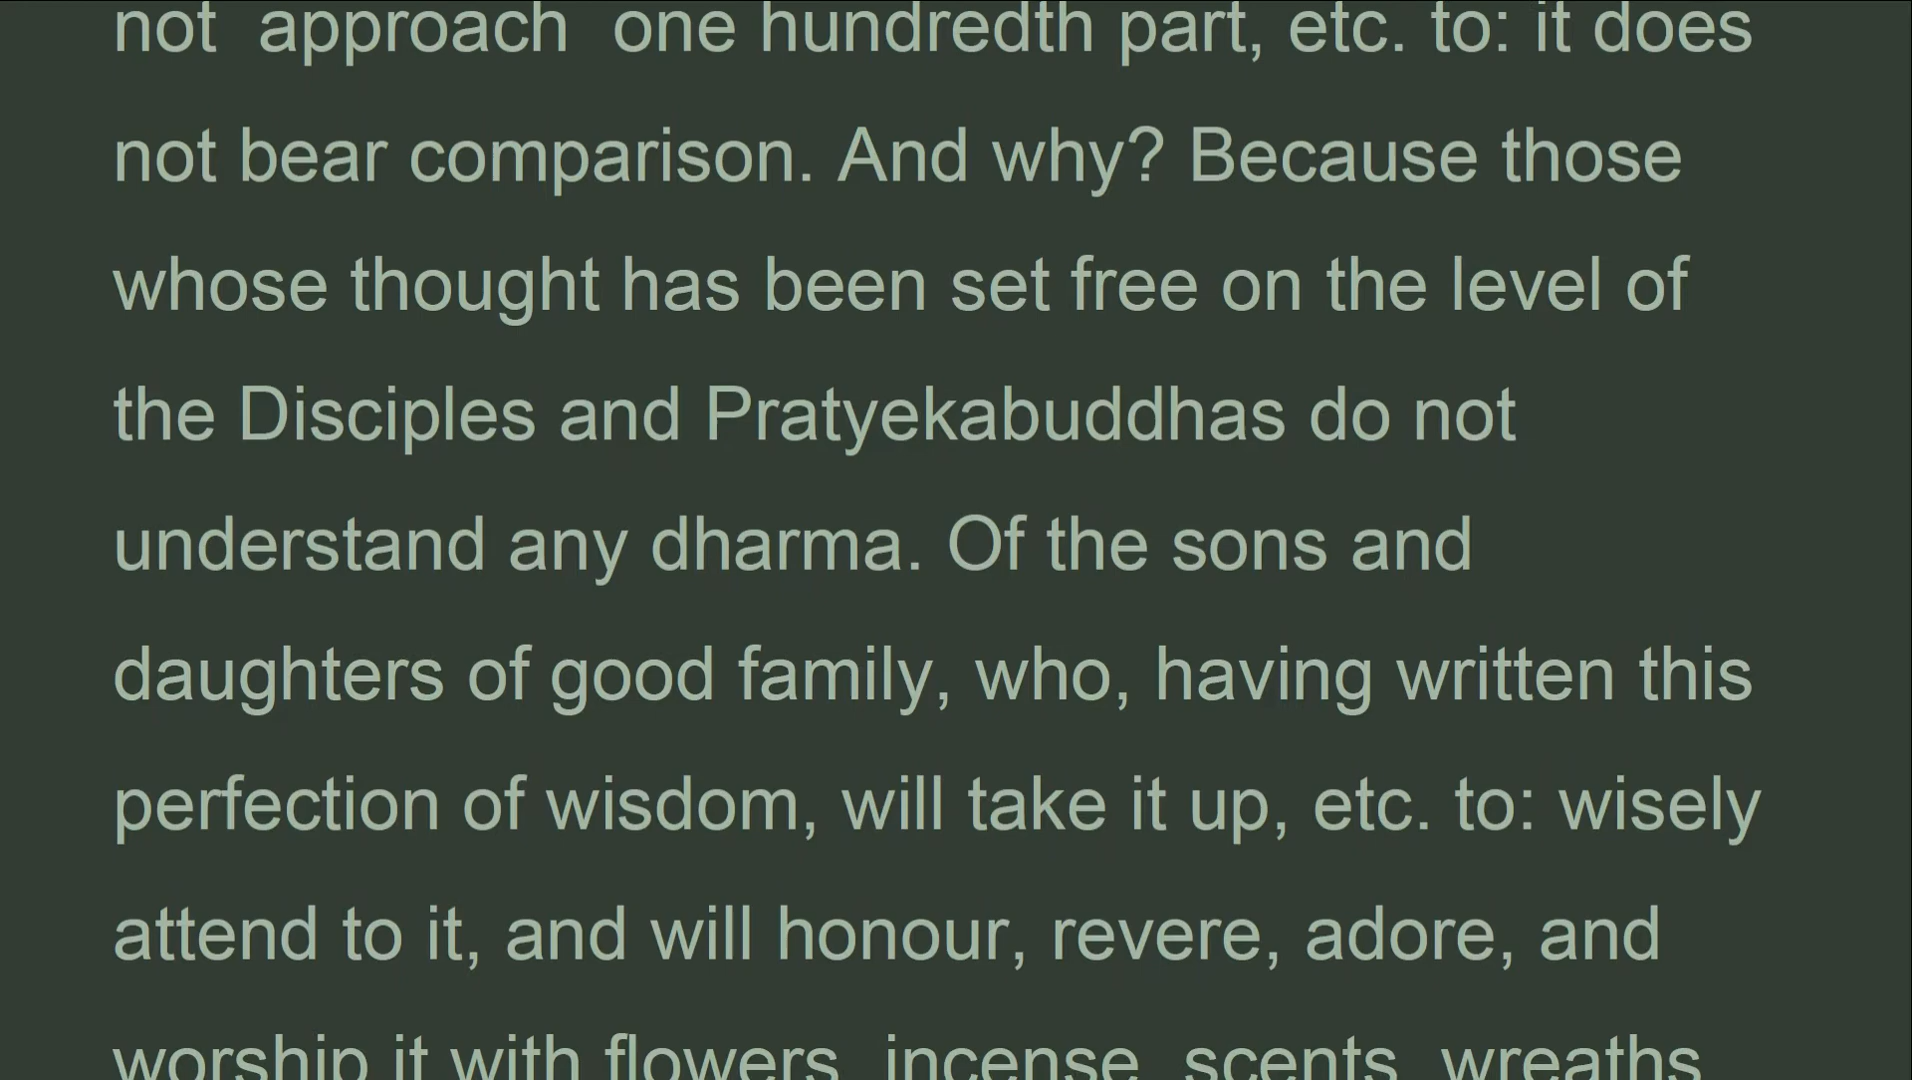 not approach one hundredth part, etc. to: it does
not bear comparison. And why? Because those
whose thought has been set free on the level of
the Disciples and Pratyekabuddhas do not
understand any dharma. Of the sons and
daughters of good family, who, having written this
perfection of wisdom, will take it up, etc. to: wisely
attend to it, and will honour, revere, adore, and
worship it with flowers, incense, scents, wreaths